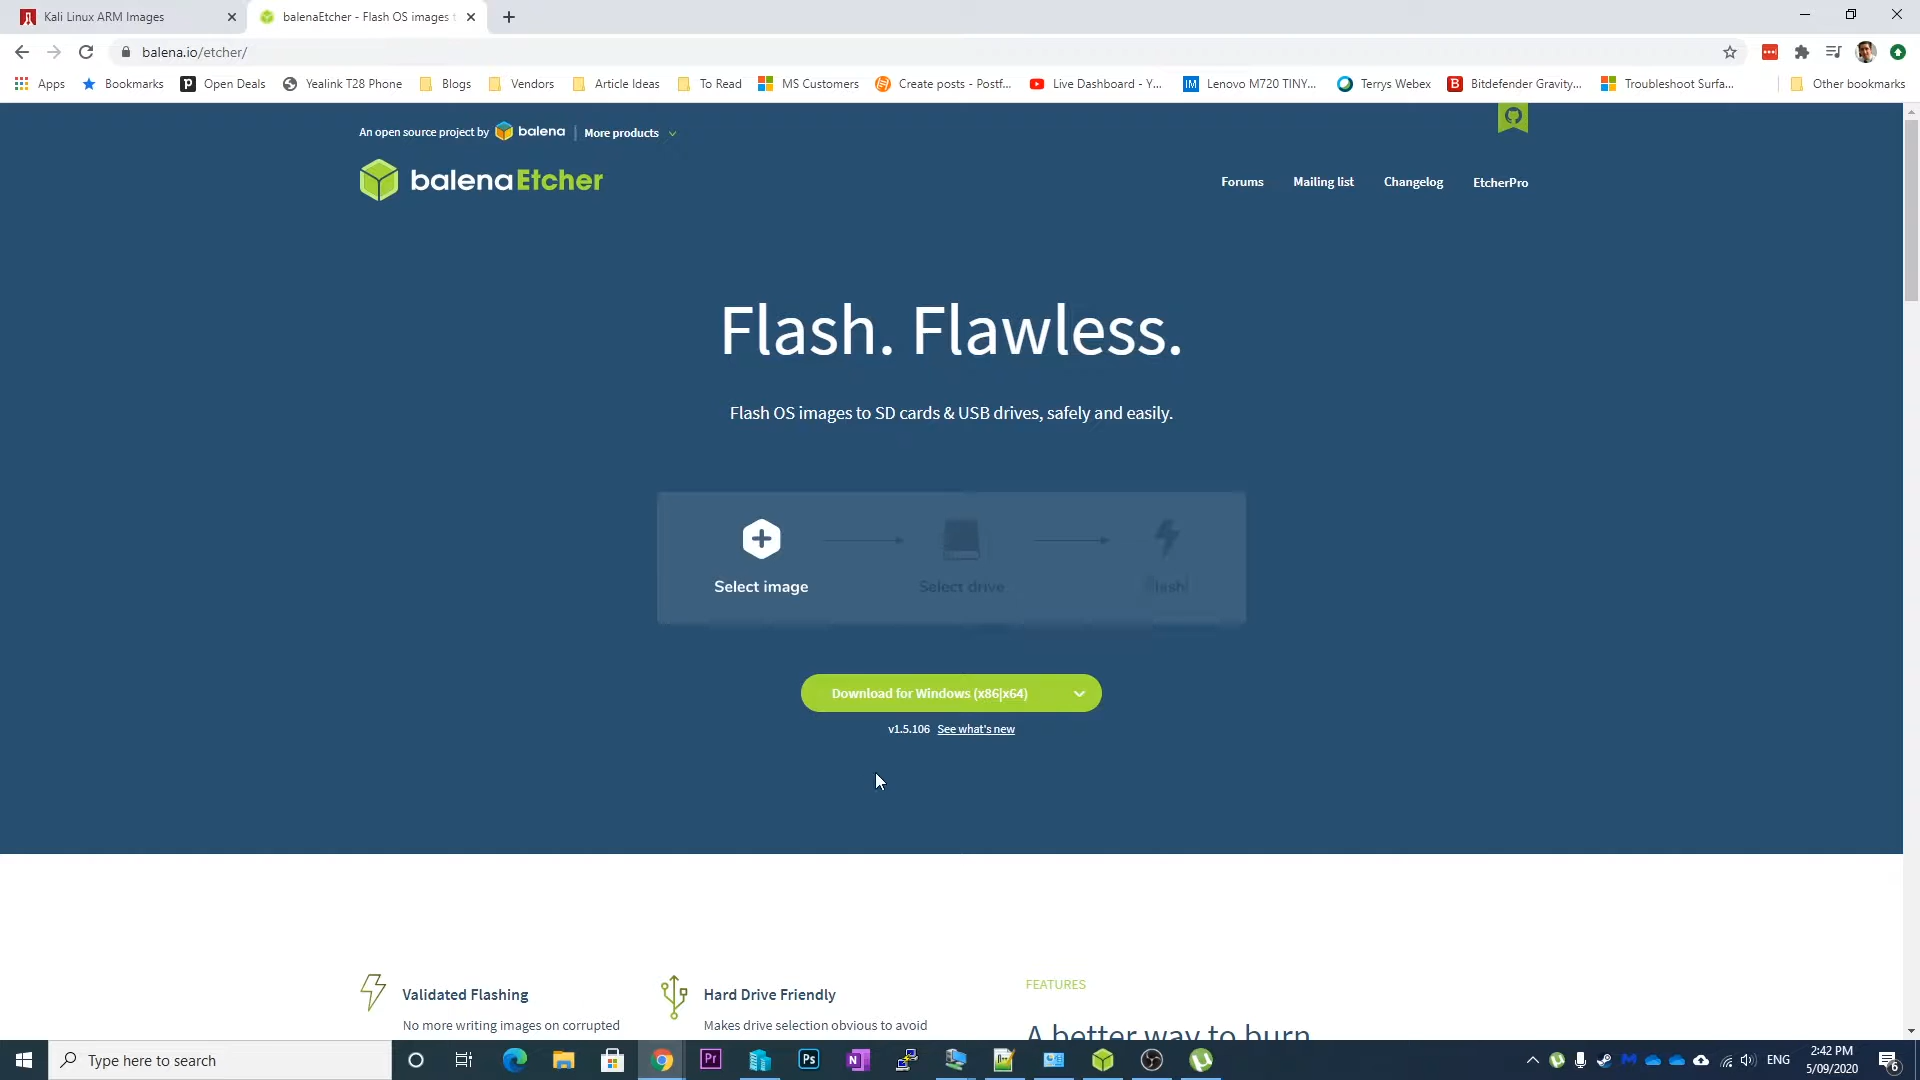 Kali Linux ARM Images
balenaEtcher - Flash OS images t
balena.io/etcher/
Apps
Bookmarks
Open Deals
Yealink T28 Phone
Blogs
Vendors
Article Ideas
To Read
MS Customers
Create posts - Postf...
Live Dashboard - Y...
IM
Lenovo M720 TINY...
Terrys Webex
B
Bitdefender Gravity...
Troubleshoot Surfa...
Other bookmarks
An open source project by
balena
More products
balenaEtcher
Forums
Mailing list
Changelog
EtcherPro
Flash. Flawless.
Flash OS images to SD cards & USB drives, safely and easily.
Select image
Select drive
Flash!
Download for Windows (x86|x64)
v1.5.106 See what's new
Validated Flashing
No more writing images on corrupted
Hard Drive Friendly
Makes drive selection obvious to avoid
FEATURES
A better way to burn
Type here to search
Pr
Ps
N
ENG
2:42 PM
5/09/2020
6